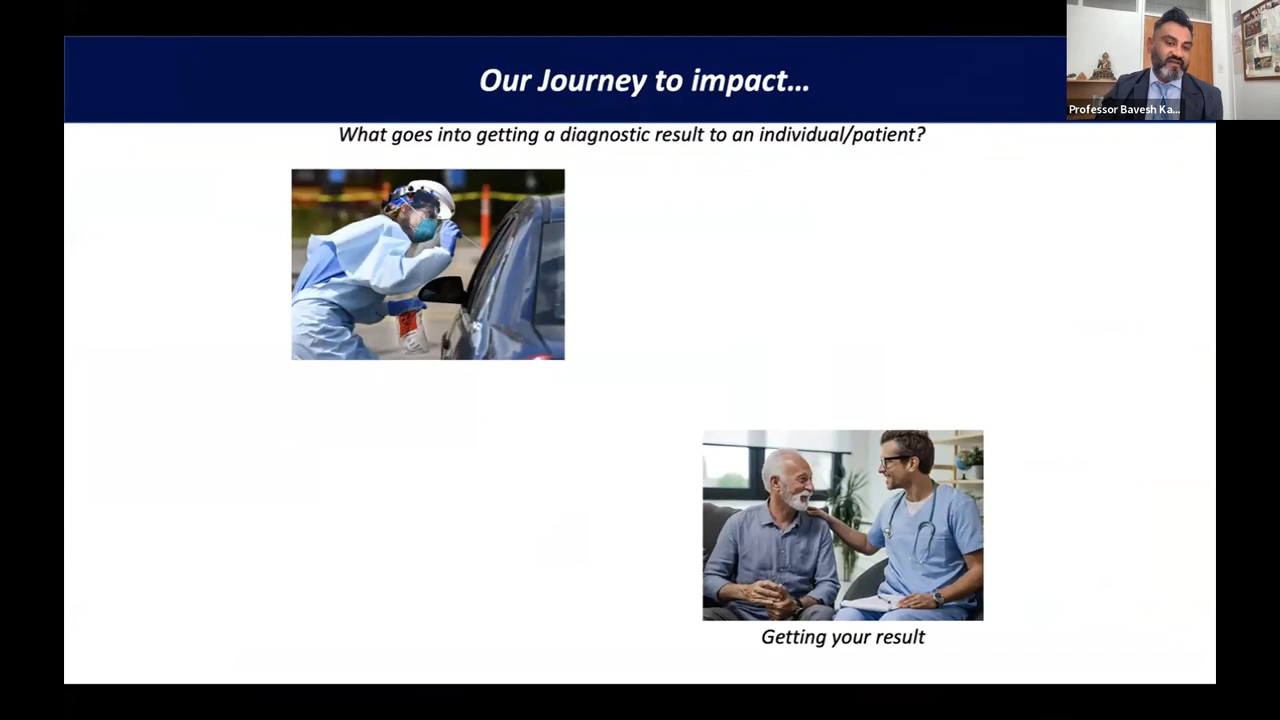 Our Journey to impact...
Professor Bavesh Ka...
What goes into getting a diagnostic result to an individual/patient?
Getting your result